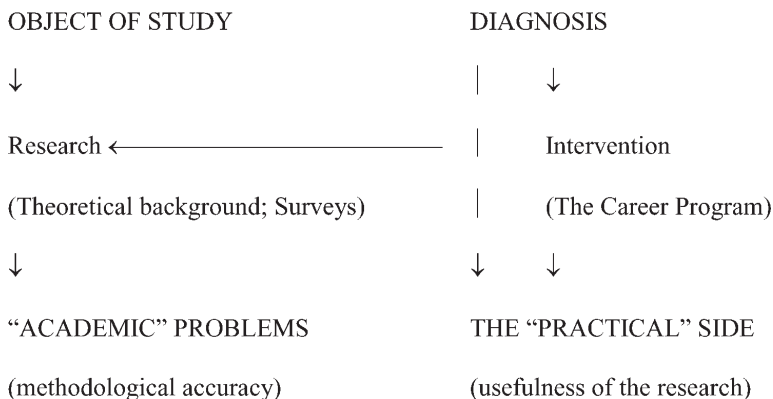 OBJECT OF STUDY DIAGNOSIS
↓ | ↓
Research ← | Intervention
(Theoretical background; Surveys) | (The Career Program)
↓ ↓ ↓
“ACADEMIC” PROBLEMS THE “PRACTICAL” SIDE
(methodological accuracy) (usefulness of the research)